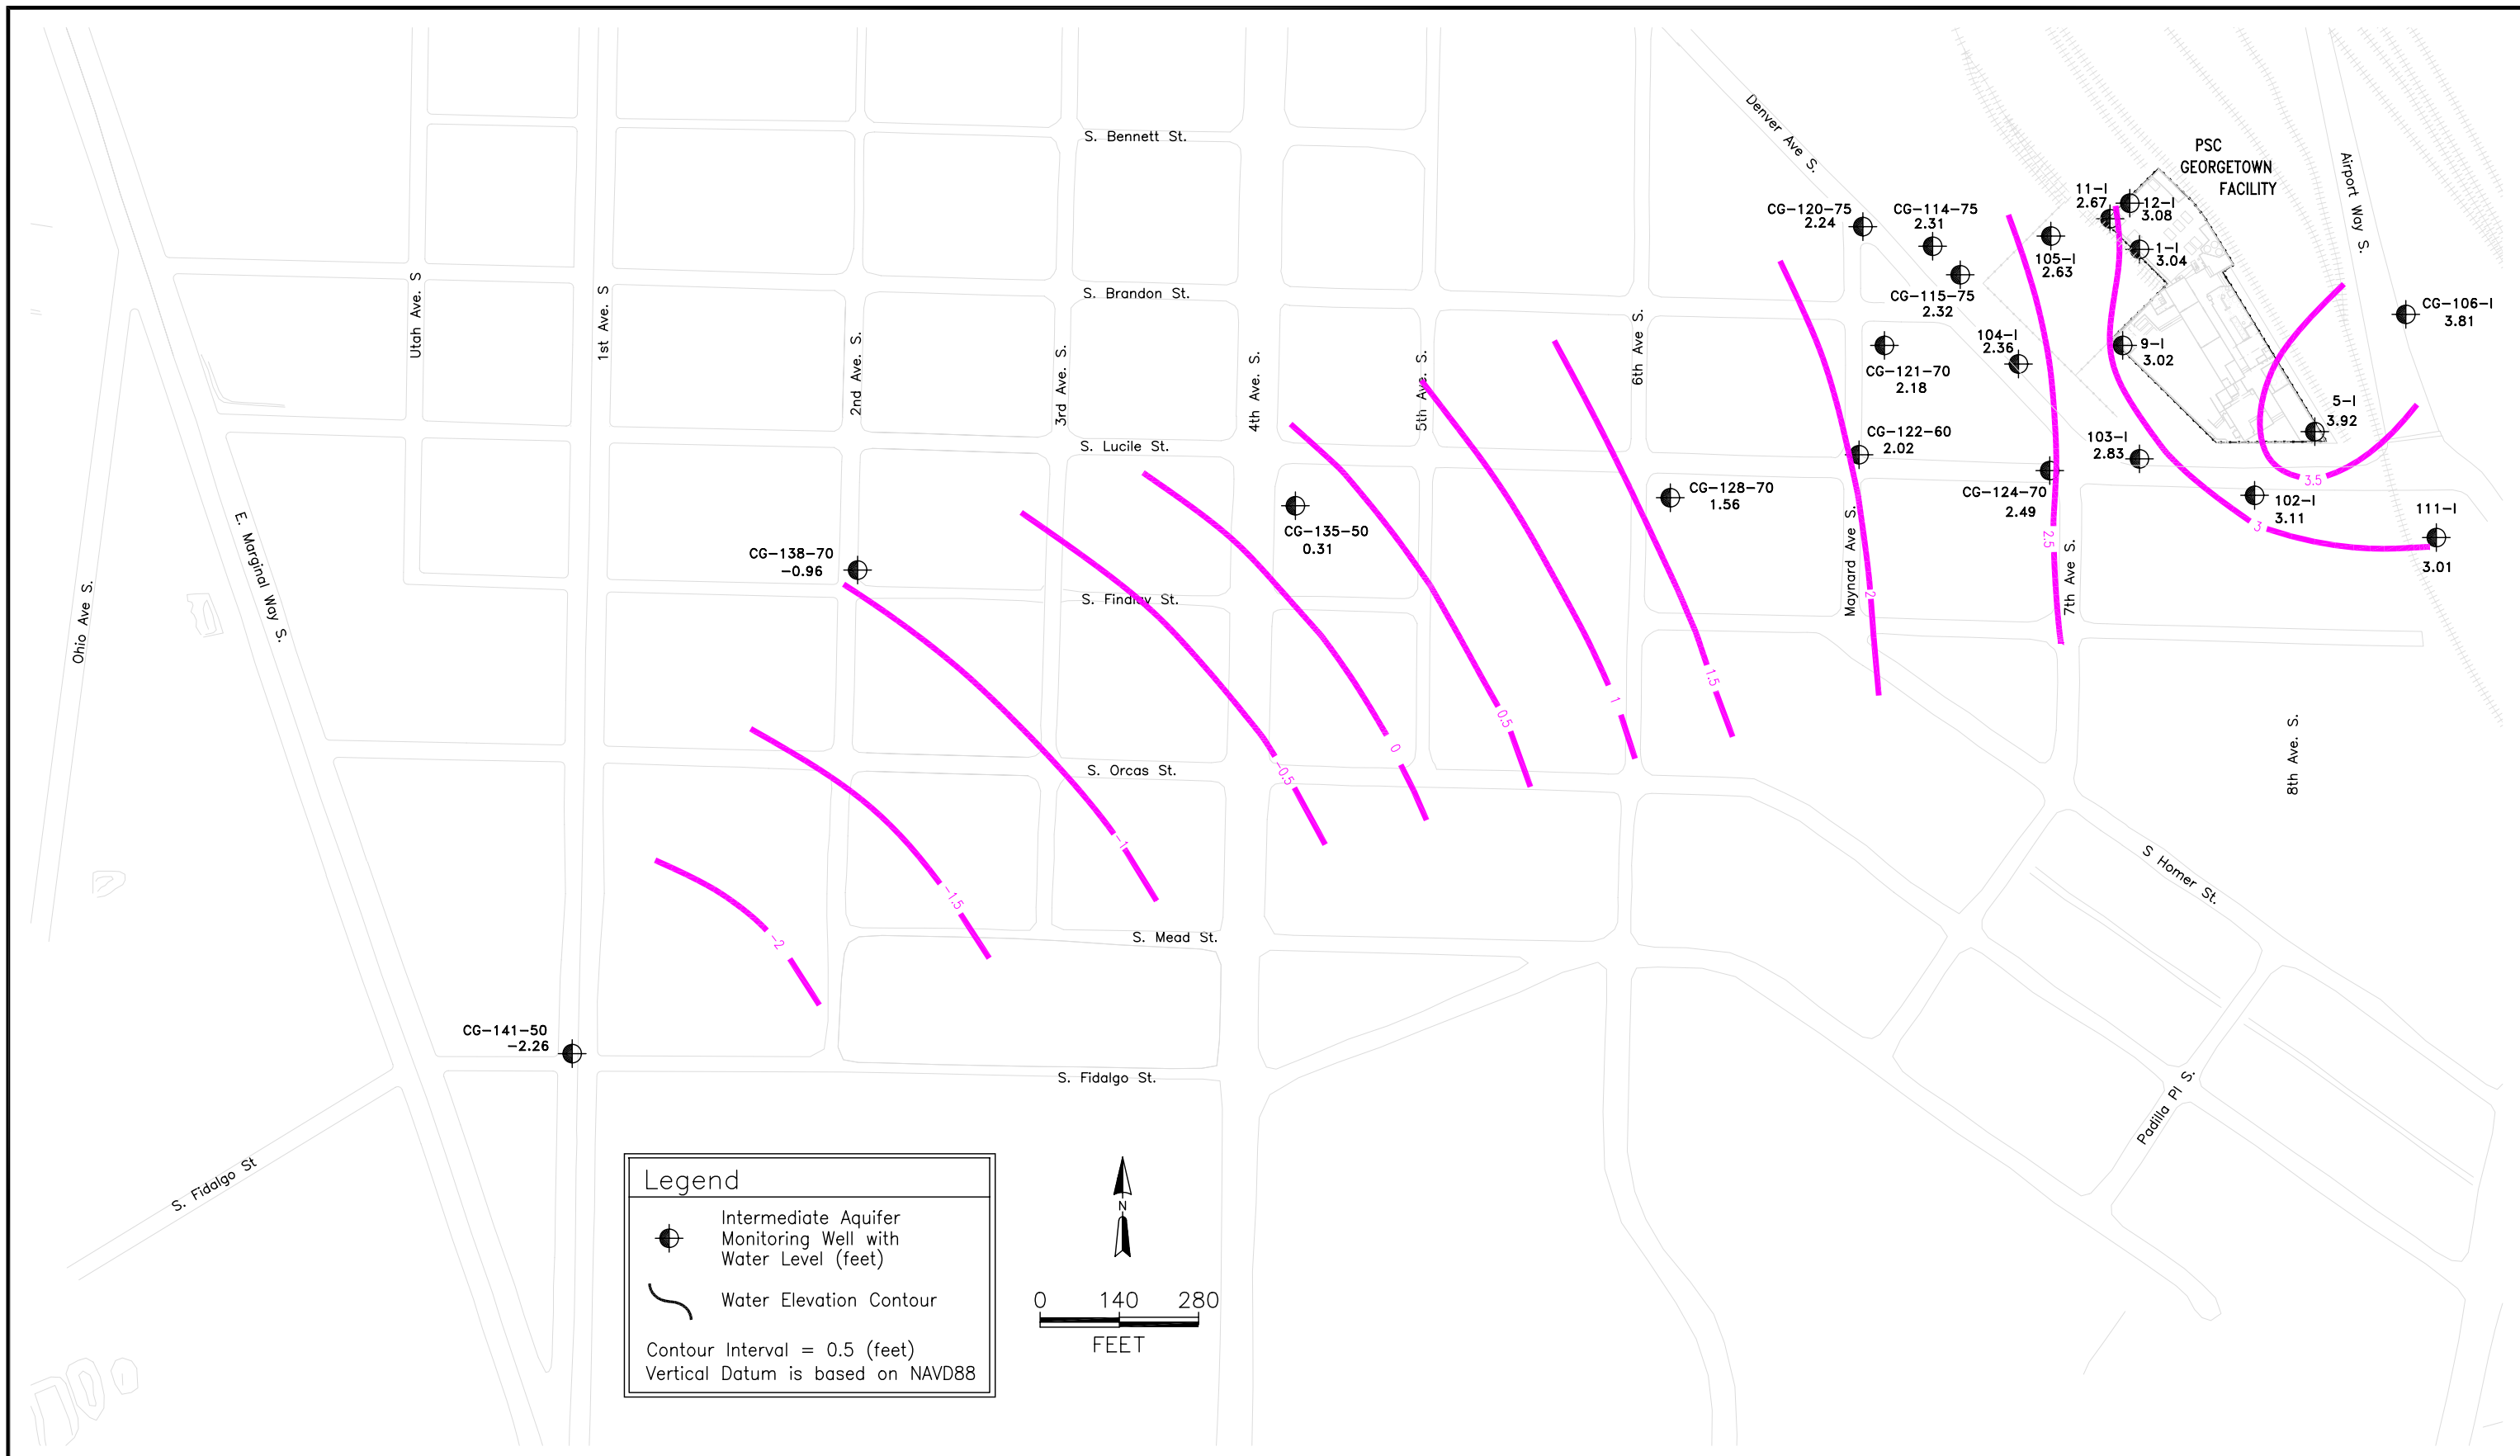 S. Bennett St.
Denver Ave S.
PSC
GEORGETOWN
FACILITY
Airport Way S.
11-I
2.67
12-I
3.08
1-I
3.04
CG-120-75
2.24
CG-114-75
2.31
105-I
2.63
CG-115-75
2.32
CG-106-I
3.81
Utah Ave. S
1st Ave. S
2nd Ave. S.
3rd Ave. S.
S. Brandon St.
4th Ave. S.
5th Ave. S.
6th Ave S.
104-I
2.36
9-I
3.02
CG-121-70
2.18
5-I
3.92
S. Lucile St.
CG-122-60
2.02
103-I
2.83
3.5
CG-128-70
1.56
CG-124-70
2.49
102-I
3.11
111-I
3.01
3
CG-135-50
0.31
CG-138-70
-0.96
2.5
Maynard Ave S.
7th Ave S.
2
E. Marginal Way S.
Ohio Ave S.
S. Findlay St.
1.5
1
0.5
0
-0.5
8th Ave. S.
S. Orcas St.
-1
-1.5
S Homer St.
S. Mead St.
-2
CG-141-50
-2.26
S. Fidalgo St.
Padilla Pl S.
S. Fidalgo St
Legend
Intermediate Aquifer
Monitoring Well with
Water Level (feet)
Water Elevation Contour
Contour Interval = 0.5 (feet)
Vertical Datum is based on NAVD88
N
0 140 280
FEET